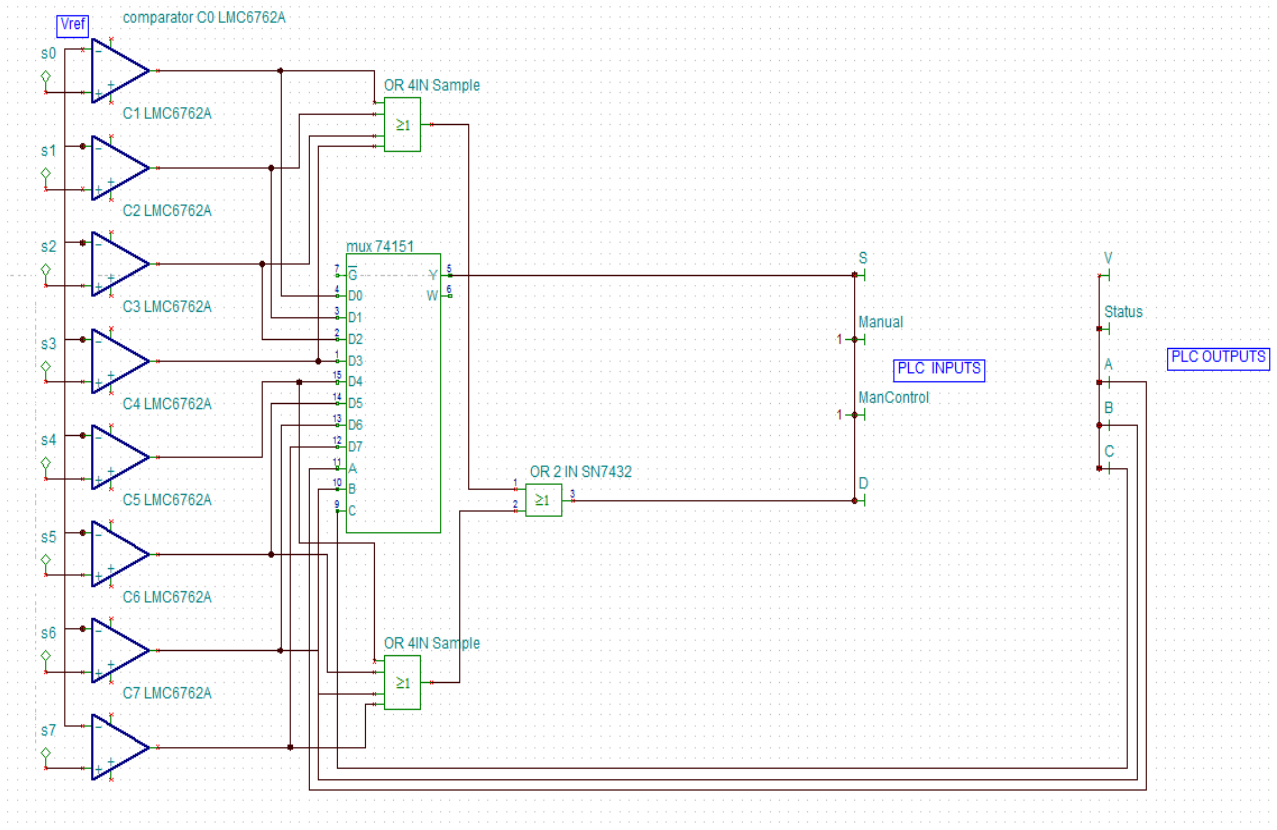 comparator C0 LMC6762A
Vref
s0
C1 LMC6762A
OR 4IN Sample
≥1
s1
C2 LMC6762A
s2
mux 74151
C3 LMC6762A
7 G Y 5
4 D0 W 6
3 D1
2 D2
1 D3
15 D4
14 D5
13 D6
12 D7
11 A
10 B
9 C
s3
C4 LMC6762A
s4
C5 LMC6762A
s5
C6 LMC6762A
s6
C7 LMC6762A
s7
OR 4IN Sample
≥1
OR 2 IN SN7432
1
2
≥1
3
S
Manual
1
PLC INPUTS
ManControl
1
D
V
Status
A
B
C
PLC OUTPUTS